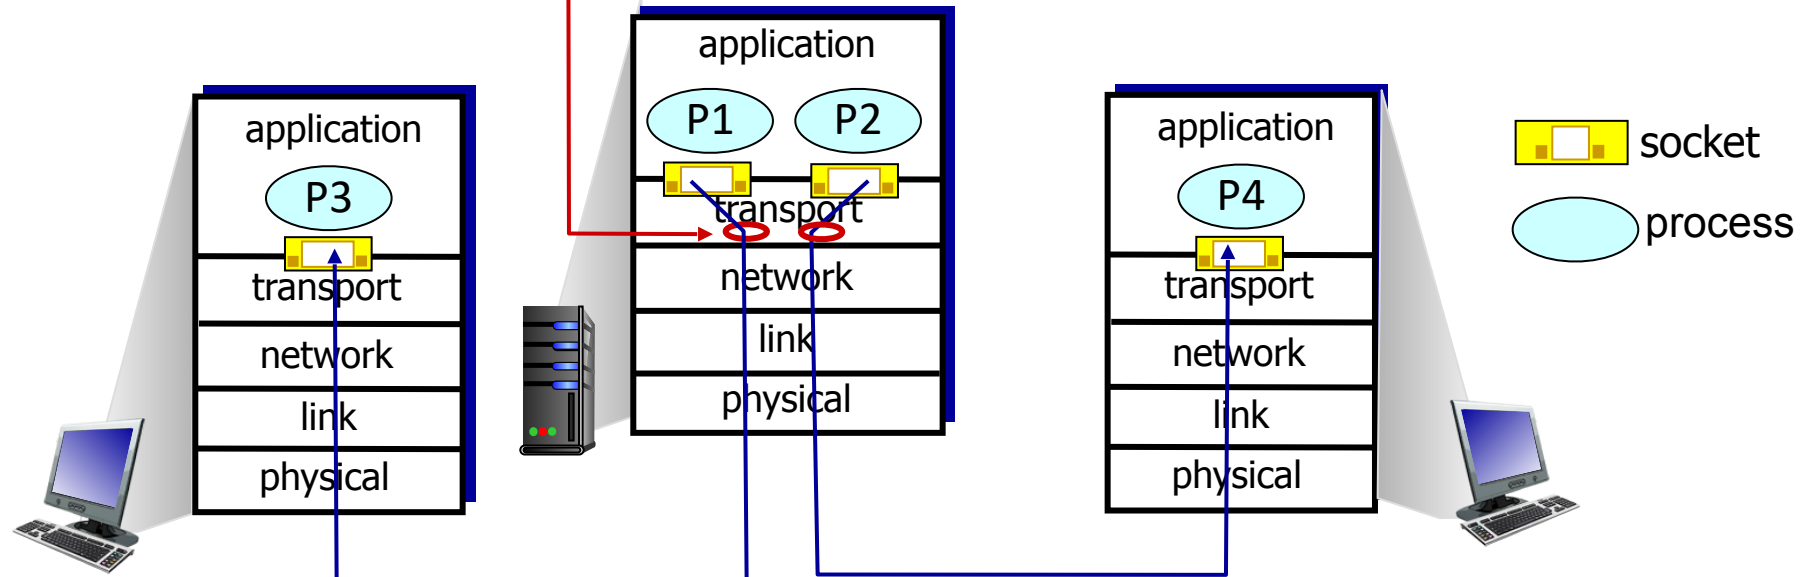 application
P3
transport
network
link
physical
application
P1 P2
transport
network
link
physical
application
P4
transport
network
link
physical
socket
process